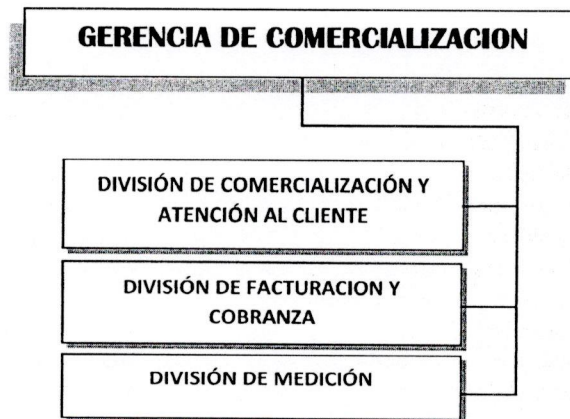 GERENCIA DE COMERCIALIZACION
DIVISIÓN DE COMERCIALIZACIÓN Y
ATENCIÓN AL CLIENTE
DIVISIÓN DE FACTURACION Y
COBRANZA
DIVISIÓN DE MEDICIÓN